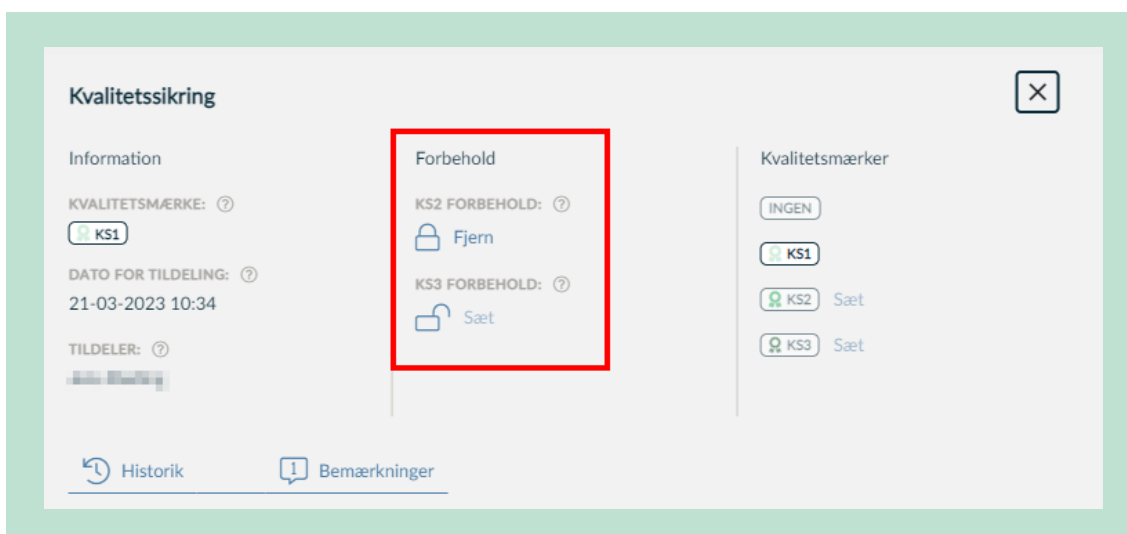 Kvalitetssikring
Information
KVALITETSMÆRKE:
KS1
DATO FOR TILDELING:
21-03-2023 10:34
TILDELER:
Forbehold
KS2 FORBEHOLD:
Fjern
KS3 FORBEHOLD:
Sæt
Kvalitetsmærker
INGEN
KS1
KS2 Sæt
KS3 Sæt
Historik
1 Bemærkninger